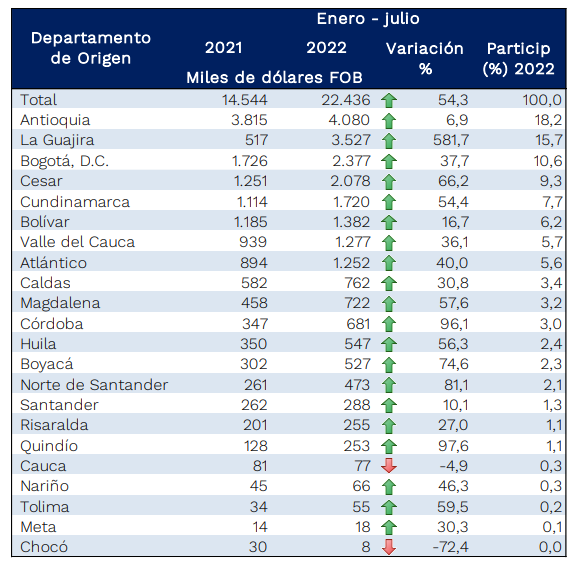 Departamento de Origen Enero - julio
2021 2022 Variación % Particip (%) 2022
Miles de dólares FOB
Total 14.544 22.436 54,3 100,0
Antioquia 3.815 4.080 6,9 18,2
La Guajira 517 3.527 581,7 15,7
Bogotá, D.C. 1.726 2.377 37,7 10,6
Cesar 1.251 2.078 66,2 9,3
Cundinamarca 1.114 1.720 54,4 7,7
Bolívar 1.185 1.382 16,7 6,2
Valle del Cauca 939 1.277 36,1 5,7
Atlántico 894 1.252 40,0 5,6
Caldas 582 762 30,8 3,4
Magdalena 458 722 57,6 3,2
Córdoba 347 681 96,1 3,0
Huila 350 547 56,3 2,4
Boyacá 302 527 74,6 2,3
Norte de Santander 261 473 81,1 2,1
Santander 262 288 10,1 1,3
Risaralda 201 255 27,0 1,1
Quindío 128 253 97,6 1,1
Cauca 81 77 -4,9 0,3
Nariño 45 66 46,3 0,3
Tolima 34 55 59,5 0,2
Meta 14 18 30,3 0,1
Chocó 30 8 -72,4 0,0